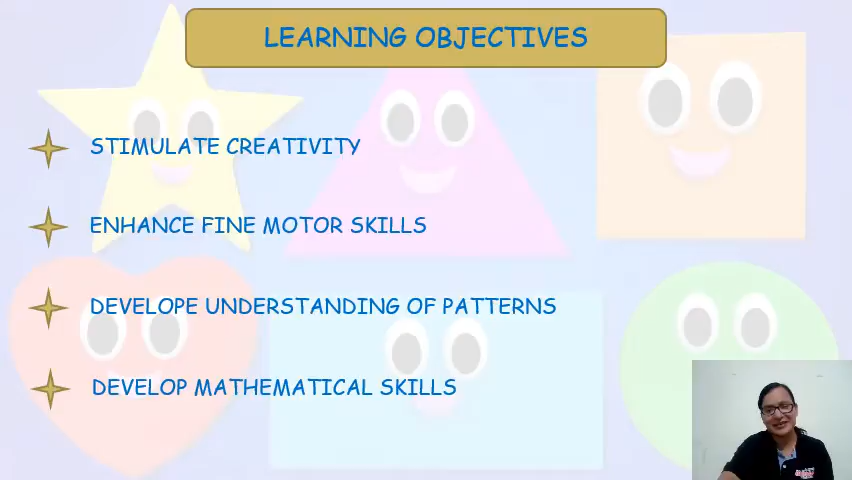 LEARNING OBJECTIVES
STIMULATE CREATIVITY
ENHANCE FINE MOTOR SKILLS
DEVELOPE UNDERSTANDING OF PATTERNS
DEVELOP MATHEMATICAL SKILLS